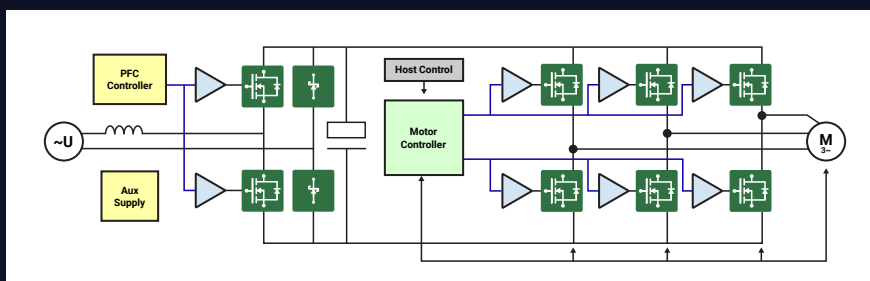 PFC
Controller
~U
Aux
Supply
Host Control
Motor
Controller
M
3~